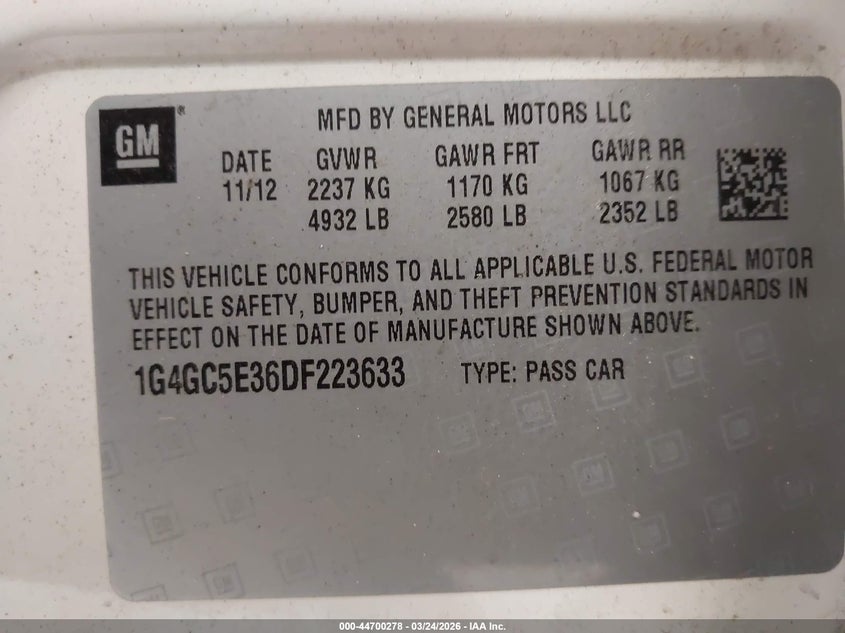 GM®
MFD BY GENERAL MOTORS LLC
DATE GVWR GAWR FRT GAWR RR
11/12 2237 KG 1170 KG 1067 KG
4932 LB 2580 LB 2352 LB
THIS VEHICLE CONFORMS TO ALL APPLICABLE U.S. FEDERAL MOTOR
VEHICLE SAFETY, BUMPER, AND THEFT PREVENTION STANDARDS IN
EFFECT ON THE DATE OF MANUFACTURE SHOWN ABOVE.
1G4GC5E36DF223633 TYPE: PASS CAR
000-44700278 - 03/24/2026 - IAA Inc.